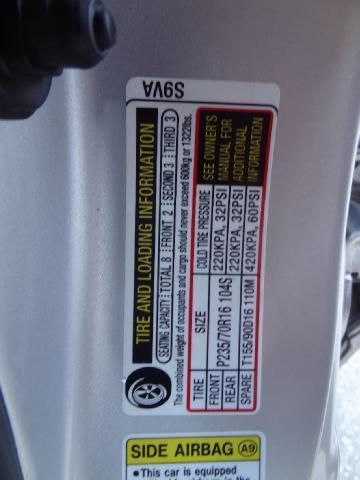 S9VA
TIRE AND LOADING INFORMATION
SEATING CAPACITY TOTAL 8 FRONT 2 SECOND 3 THIRD 3
The combined weight of occupants and cargo should never exceed 600kg or 1322lbs.
TIRE SIZE COLD TIRE PRESSURE
FRONT P235/70R16 104S 220KPA, 32PSI
REAR 220KPA, 32PSI
SPARE T155/90D16 110M 420KPA, 60PSI
SEE OWNER'S
MANUAL FOR
ADDITIONAL
INFORMATION
SIDE AIRBAG A9
• This car is equipped